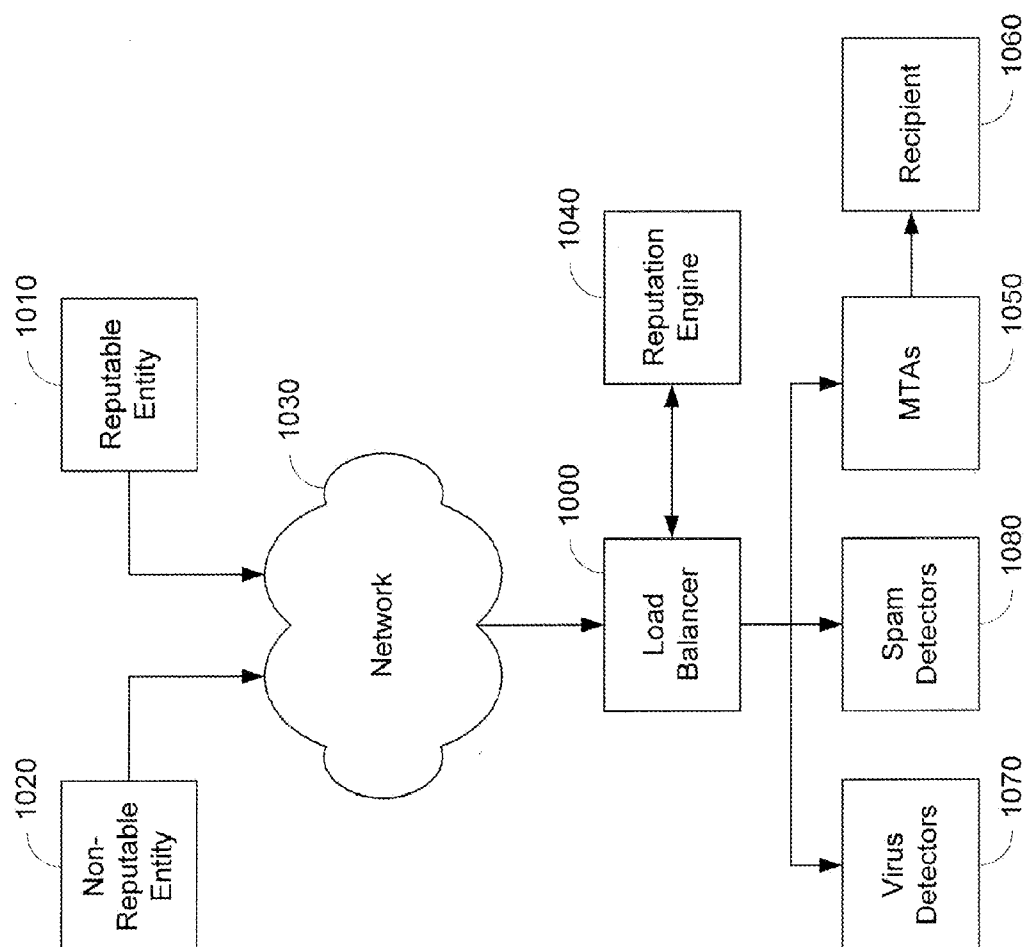 1020
Non-
Reputable
Entity
1010
Reputable
Entity
1030
Network
1000
Load
Balancer
1040
Reputation
Engine
Virus
Detectors
1070
Spam
Detectors
1080
MTAs
1050
Recipient
1060